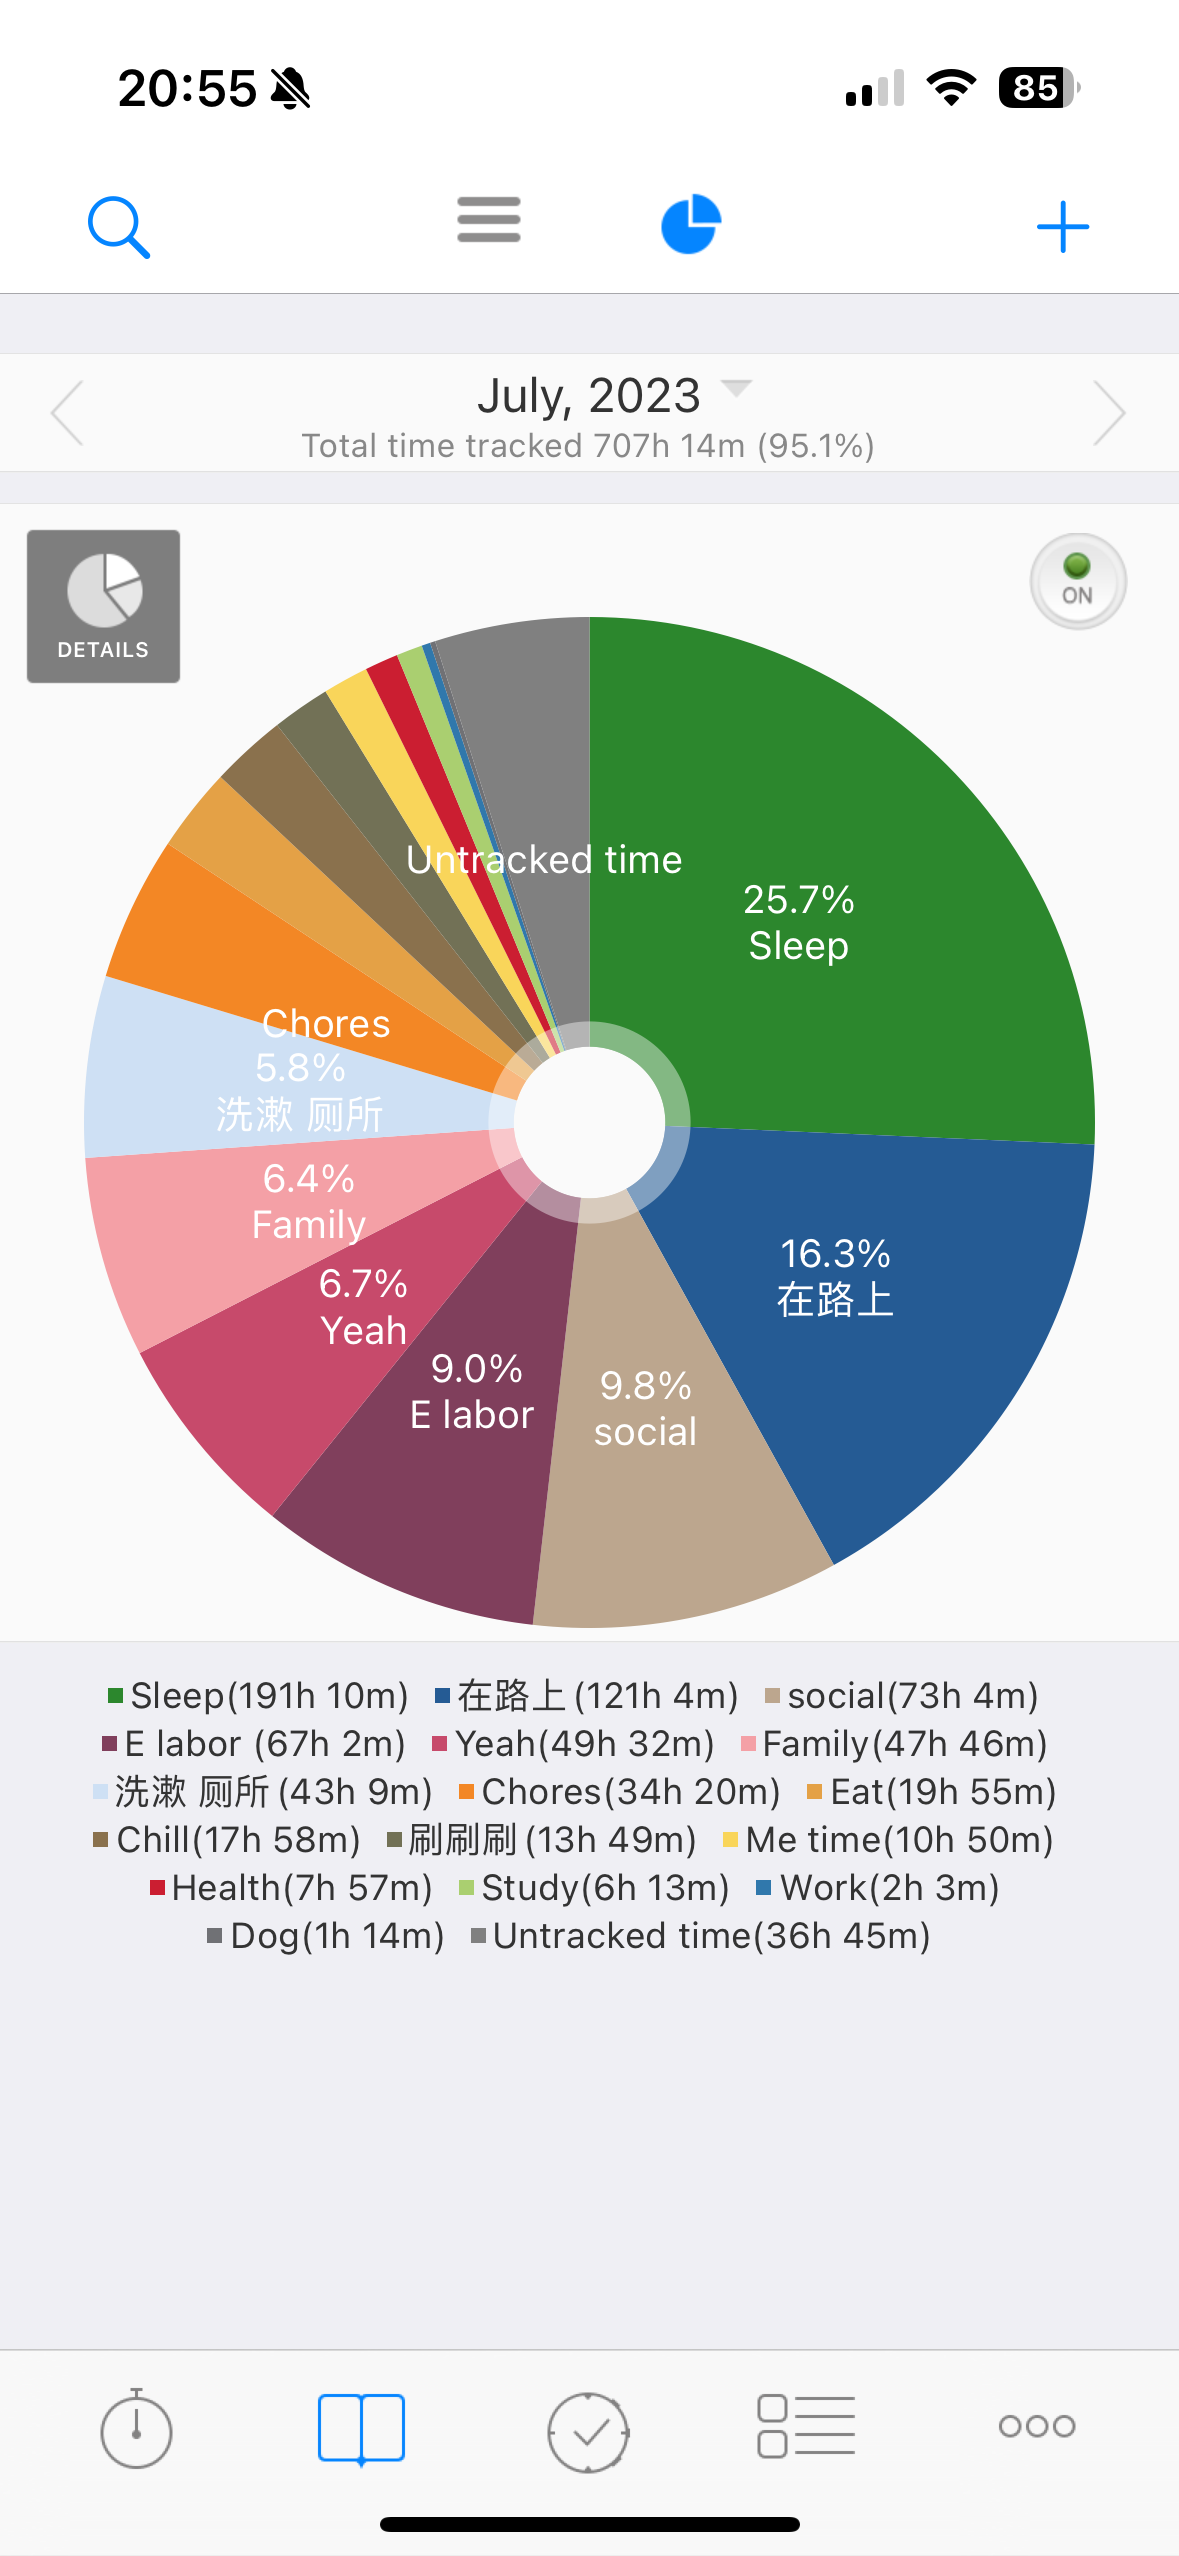 20:55
85
July, 2023
Total time tracked 707h 14m (95.1%)
DETAILS
ON
Untracked time
25.7%
Sleep
Chores
5.8%
洗漱 厕所
6.4%
Family
16.3%
在路上
6.7%
Yeah
9.0%
E labor
9.8%
social
Sleep(191h 10m) 在路上(121h 4m) social(73h 4m)
E labor (67h 2m) Yeah(49h 32m) Family(47h 46m)
洗漱 厕所(43h 9m) Chores(34h 20m) Eat(19h 55m)
Chill(17h 58m) 刷刷刷(13h 49m) Me time(10h 50m)
Health(7h 57m) Study(6h 13m) Work(2h 3m)
Dog(1h 14m) Untracked time(36h 45m)